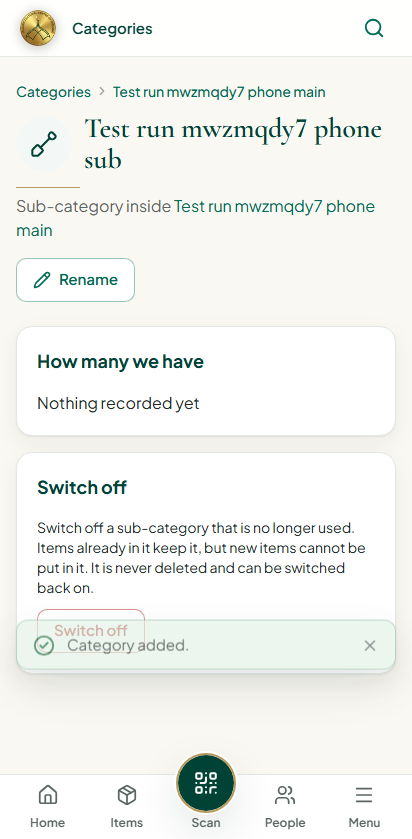 Categories
Categories > Test run mwzmqdy7 phone main
Test run mwzmqdy7 phone
sub
Sub-category inside Test run mwzmqdy7 phone
main
Rename
How many we have
Nothing recorded yet
Switch off
Switch off a sub-category that is no longer used.
Items already in it keep it, but new items cannot be
put in it. It is never deleted and can be switched
back on.
Switch off
Category added.
Home Items Scan People Menu